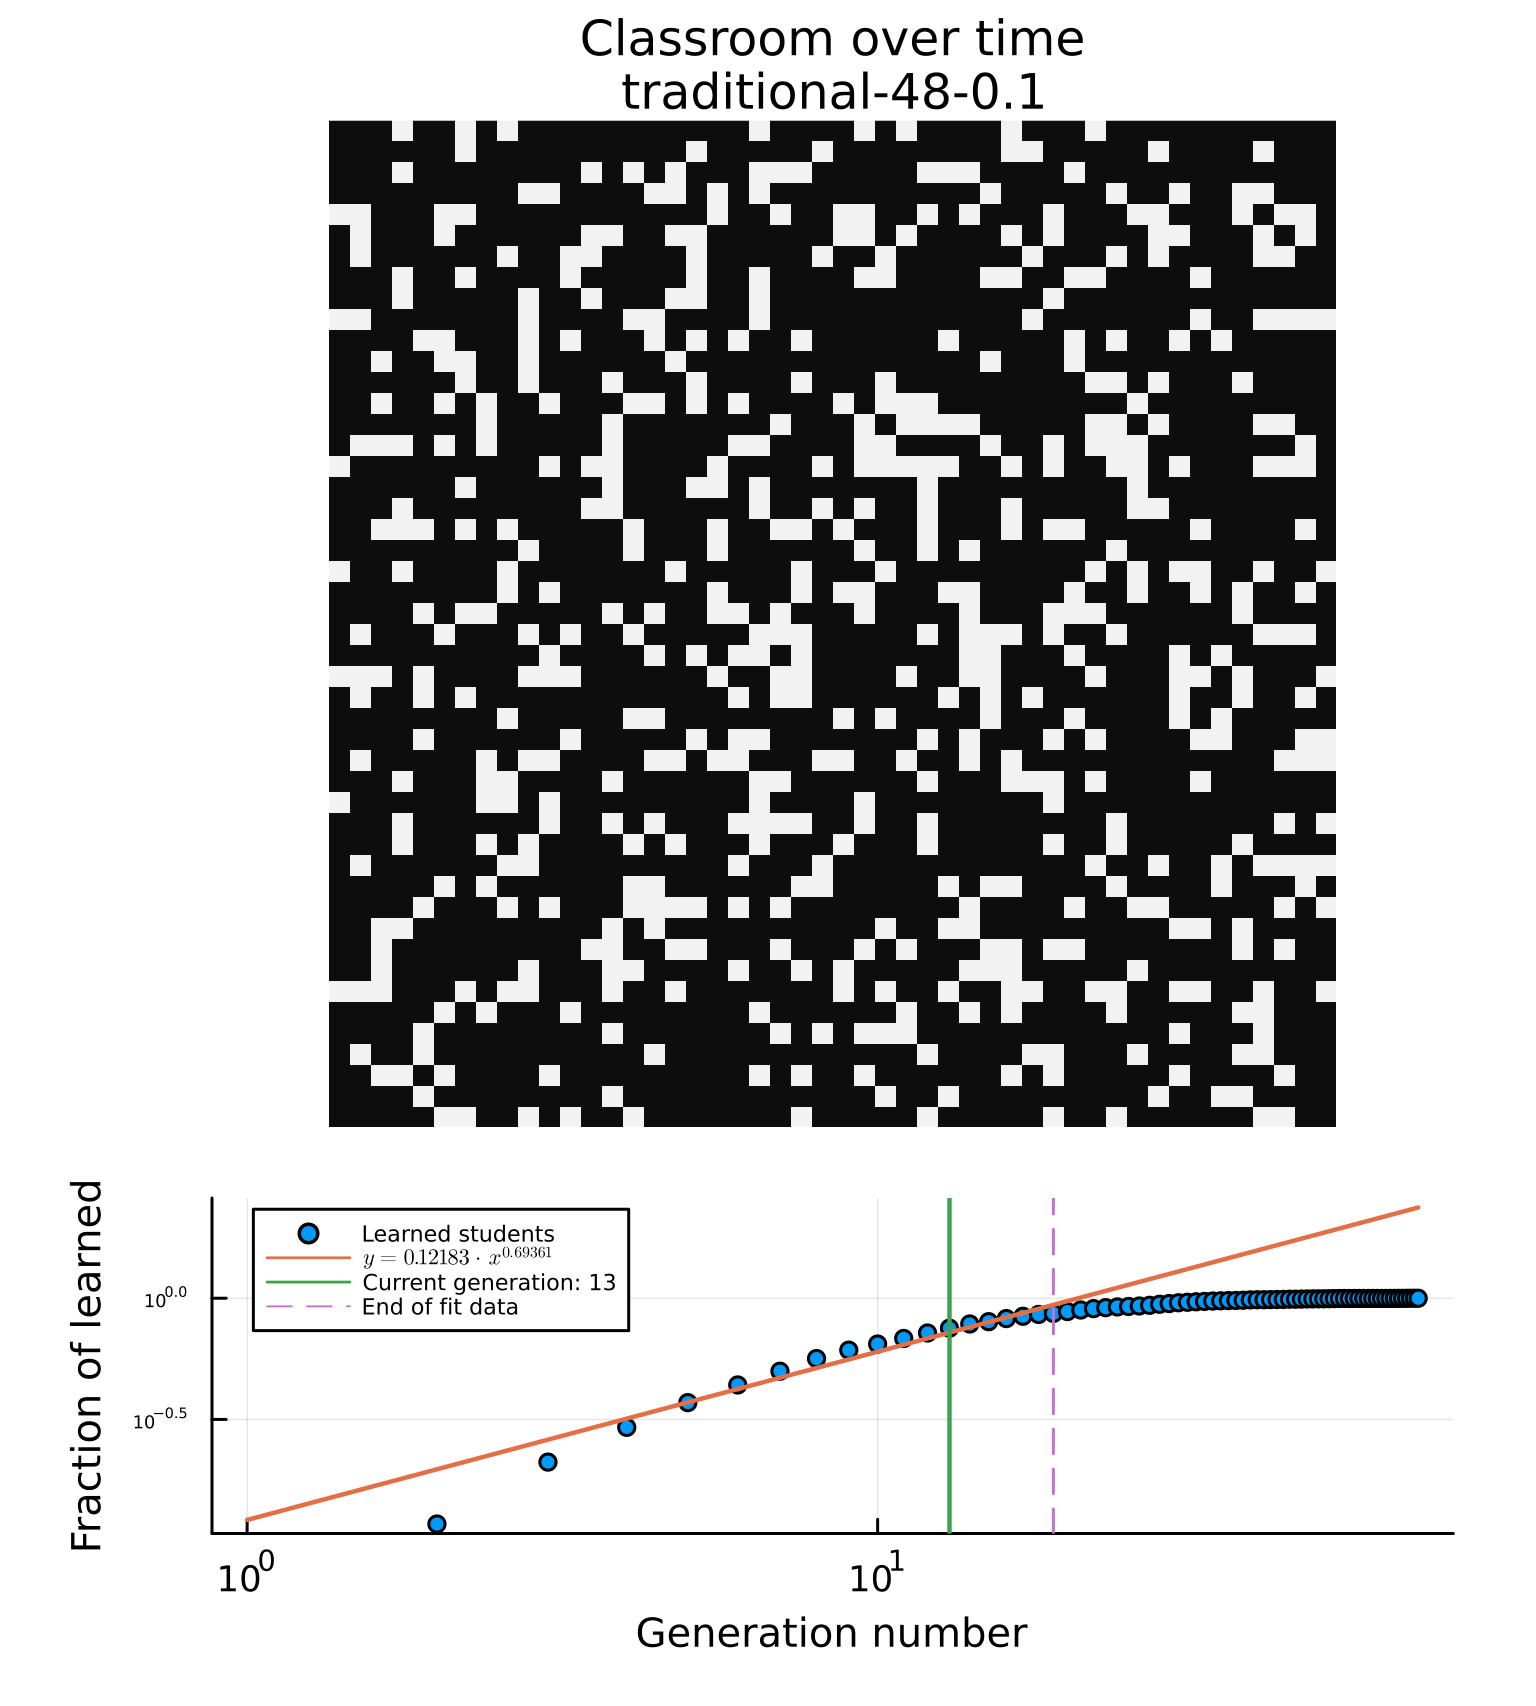 Classroom over time
traditional-48-0.1
Fraction of learned
Learned students
y = 0.12183 · x^0.69361
Current generation: 13
End of fit data
10^0.0
10^−0.5
10^0
10^1
Generation number